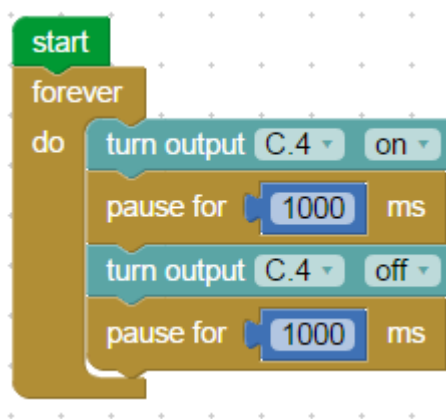 start
forever
do turn output C.4 on
pause for 1000 ms
turn output C.4 off
pause for 1000 ms